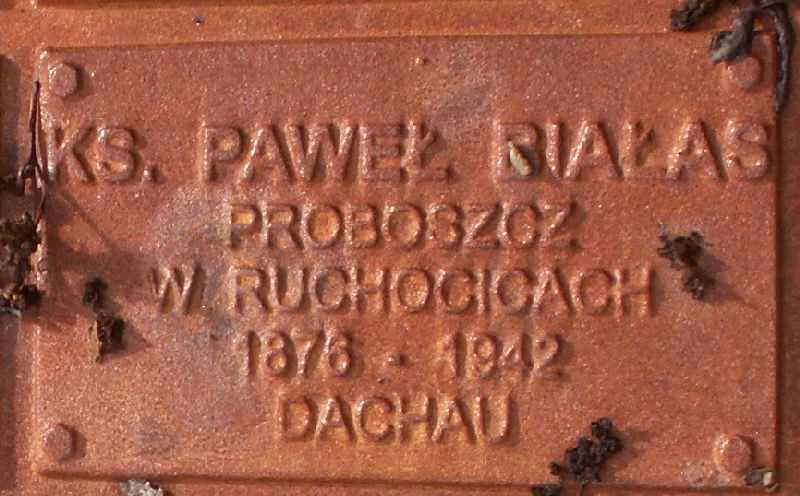 KS. PAWEŁ BIAŁAS
PROBOSZCZ
W RUCHOCICACH
1876 - 1942
DACHAU